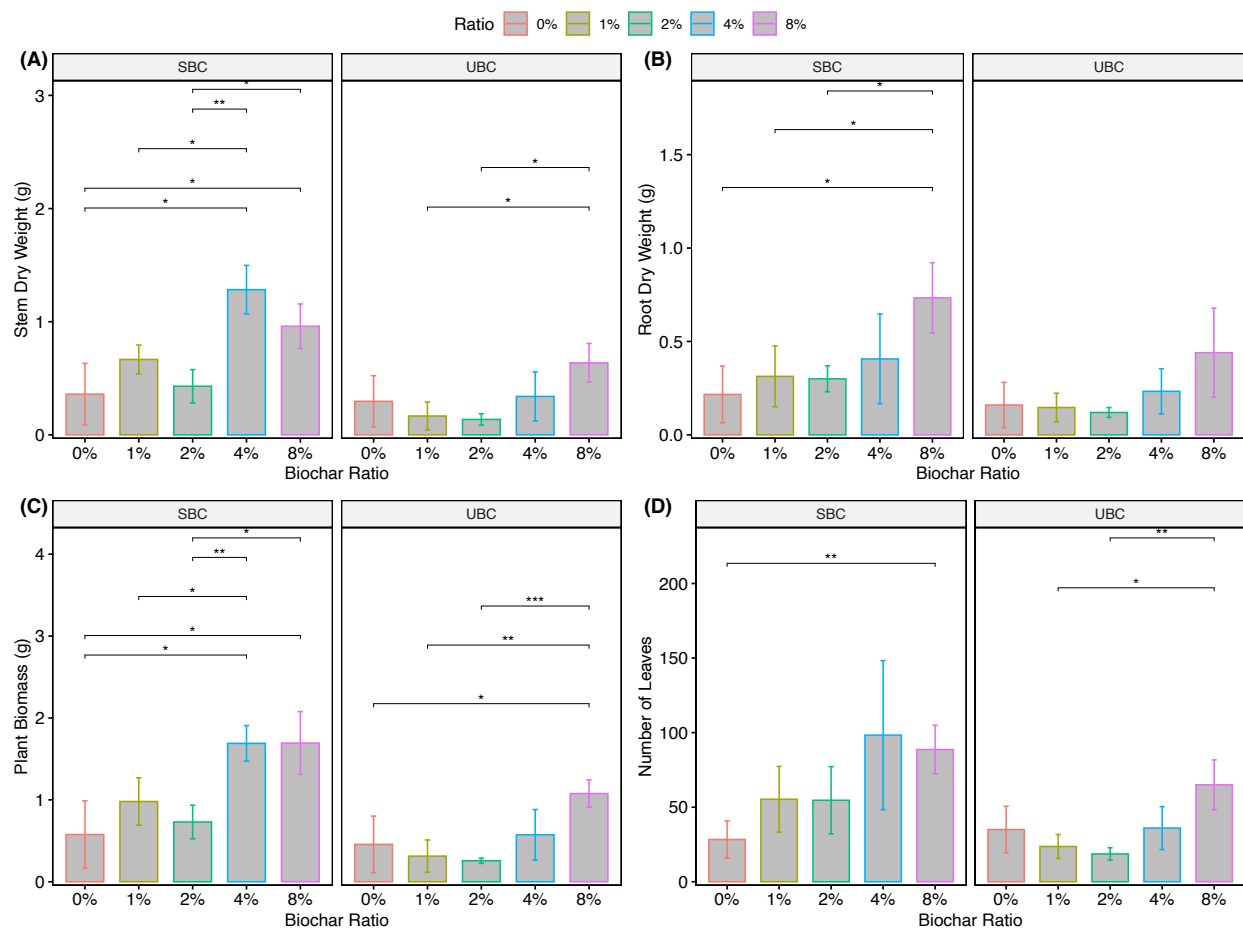 Ratio 0% 1% 2% 4% 8%
(A) SBC UBC
* ** * * * * *
Stem Dry Weight (g)
3
2
1
0
0% 1% 2% 4% 8% 0% 1% 2% 4% 8%
Biochar Ratio
(B) SBC UBC
* * *
Root Dry Weight (g)
1.5
1.0
0.5
0.0
0% 1% 2% 4% 8% 0% 1% 2% 4% 8%
Biochar Ratio
(C) SBC UBC
* ** * * * *** ** *
Plant Biomass (g)
4
3
2
1
0
0% 1% 2% 4% 8% 0% 1% 2% 4% 8%
Biochar Ratio
(D) SBC UBC
** ** *
Number of Leaves
200
150
100
50
0
0% 1% 2% 4% 8% 0% 1% 2% 4% 8%
Biochar Ratio